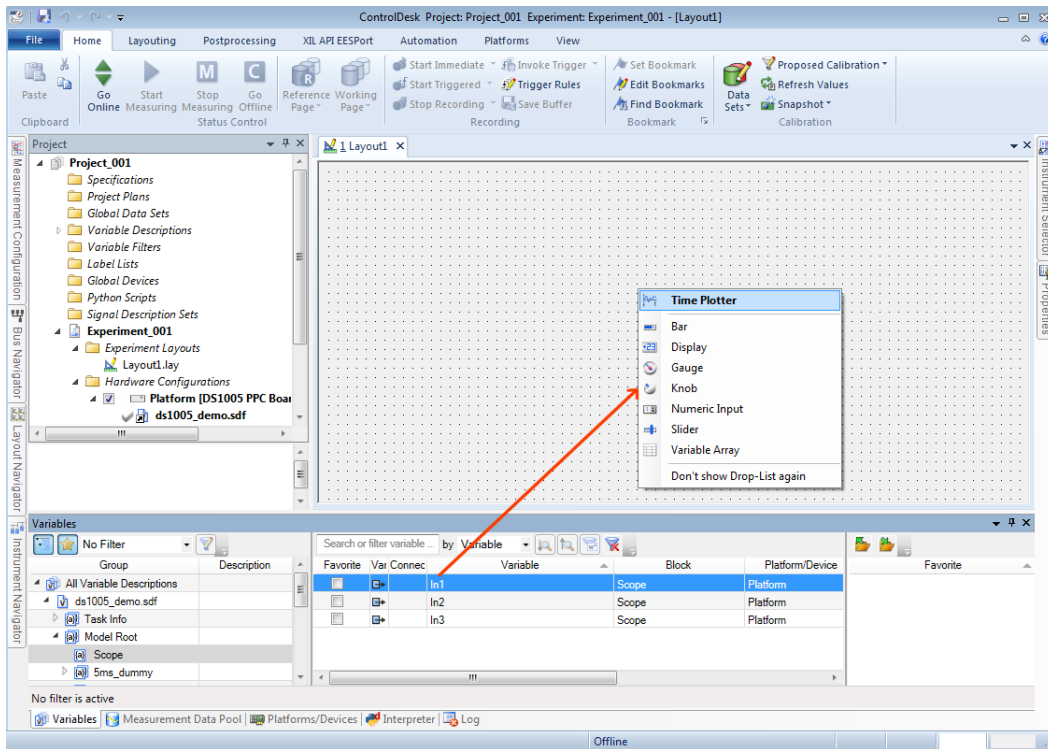 ControlDesk Project: Project_001 Experiment: Experiment_001 - [Layout1]
File Home Layouting Postprocessing XIL API EESPort Automation Platforms View
Paste
Clipboard
Go Online
Start Measuring
Stop Measuring
Go Offline
Status Control
Reference Page
Working Page
Start Immediate
Start Triggered
Stop Recording
Invoke Trigger
Trigger Rules
Save Buffer
Recording
Set Bookmark
Edit Bookmarks
Find Bookmark
Bookmark
Data Sets
Proposed Calibration
Refresh Values
Snapshot
Calibration
Measurement Configuration
Bus Navigator
Layout Navigator
Instrument Navigator
Project
Project_001
Specifications
Project Plans
Global Data Sets
Variable Descriptions
Variable Filters
Label Lists
Global Devices
Python Scripts
Signal Description Sets
Experiment_001
Experiment Layouts
Layout1.lay
Hardware Configurations
Platform [DS1005 PPC Boar
ds1005_demo.sdf
1 Layout1
Time Plotter
Bar
Display
Gauge
Knob
Numeric Input
Slider
Variable Array
Don't show Drop-List again
Instrument Selector
Properties
Variables
No Filter
Group Description
All Variable Descriptions
ds1005_demo.sdf
Task Info
Model Root
Scope
5ms_dummy
Search or filter variable ... by Variable
Favorite Var Connec Variable Block Platform/Device
In1 Scope Platform
In2 Scope Platform
In3 Scope Platform
Favorite
No filter is active
Variables Measurement Data Pool Platforms/Devices Interpreter Log
Offline